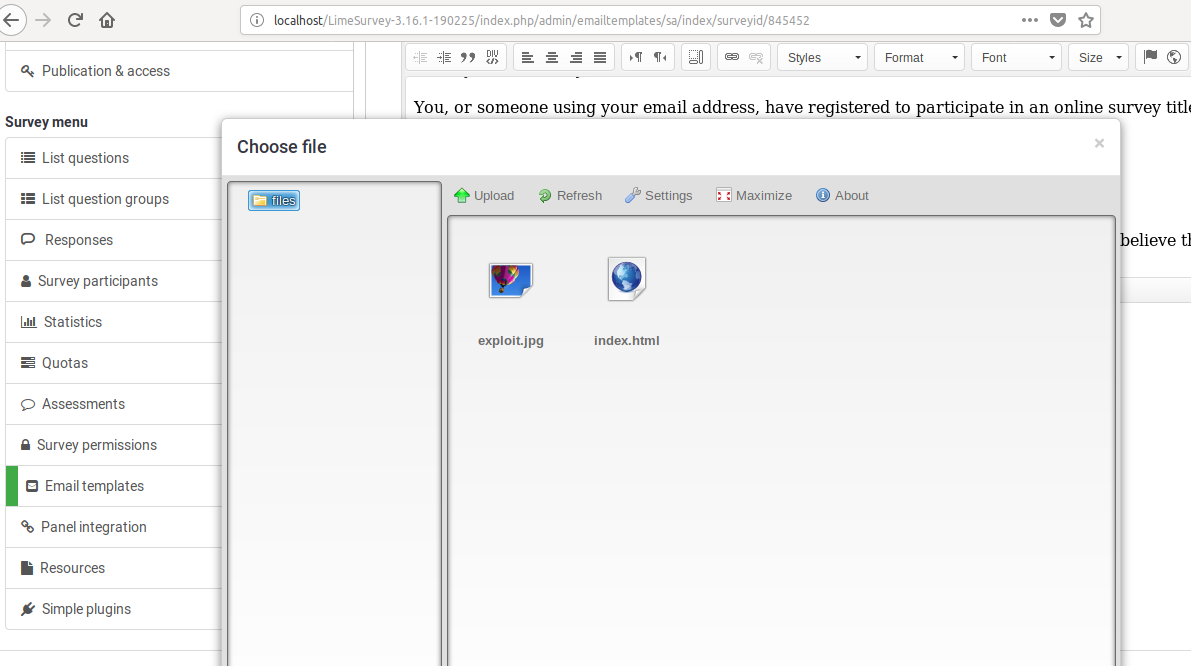 localhost/LimeSurvey-3.16.1-190225/index.php/admin/emailtemplates/sa/index/surveyid/845452
Publication & access
Styles Format Font Size
You, or someone using your email address, have registered to participate in an online survey title
Survey menu
Choose file ×
List questions
List question groups
Responses
Survey participants
Statistics
Quotas
Assessments
Survey permissions
Email templates
Panel integration
Resources
Simple plugins
files
Upload Refresh Settings Maximize About
believe th
exploit.jpg index.html